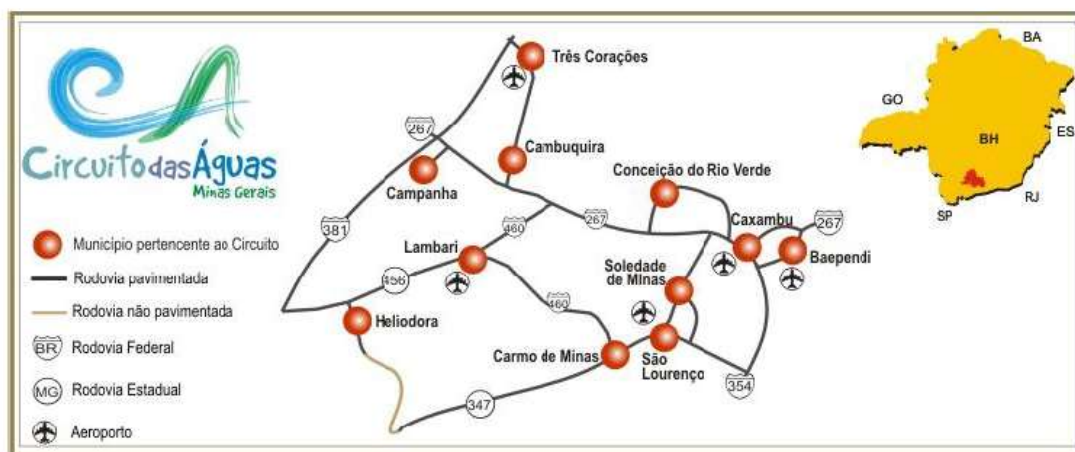 Circuito das Águas
Minas Gerais
Município pertencente ao Circuito
Rodovia pavimentada
Rodovia não pavimentada
BR Rodovia Federal
MG Rodovia Estadual
Aeroporto
Três Corações
267
Cambuquira
Campanha
Conceição do Rio Verde
381
460
267
Caxambu
267
Lambari
Baependi
456
Soledade
de Minas
460
Heliodora
Carmo de Minas
São
Lourenço
354
347
BA
GO
ES
BH
RJ
SP